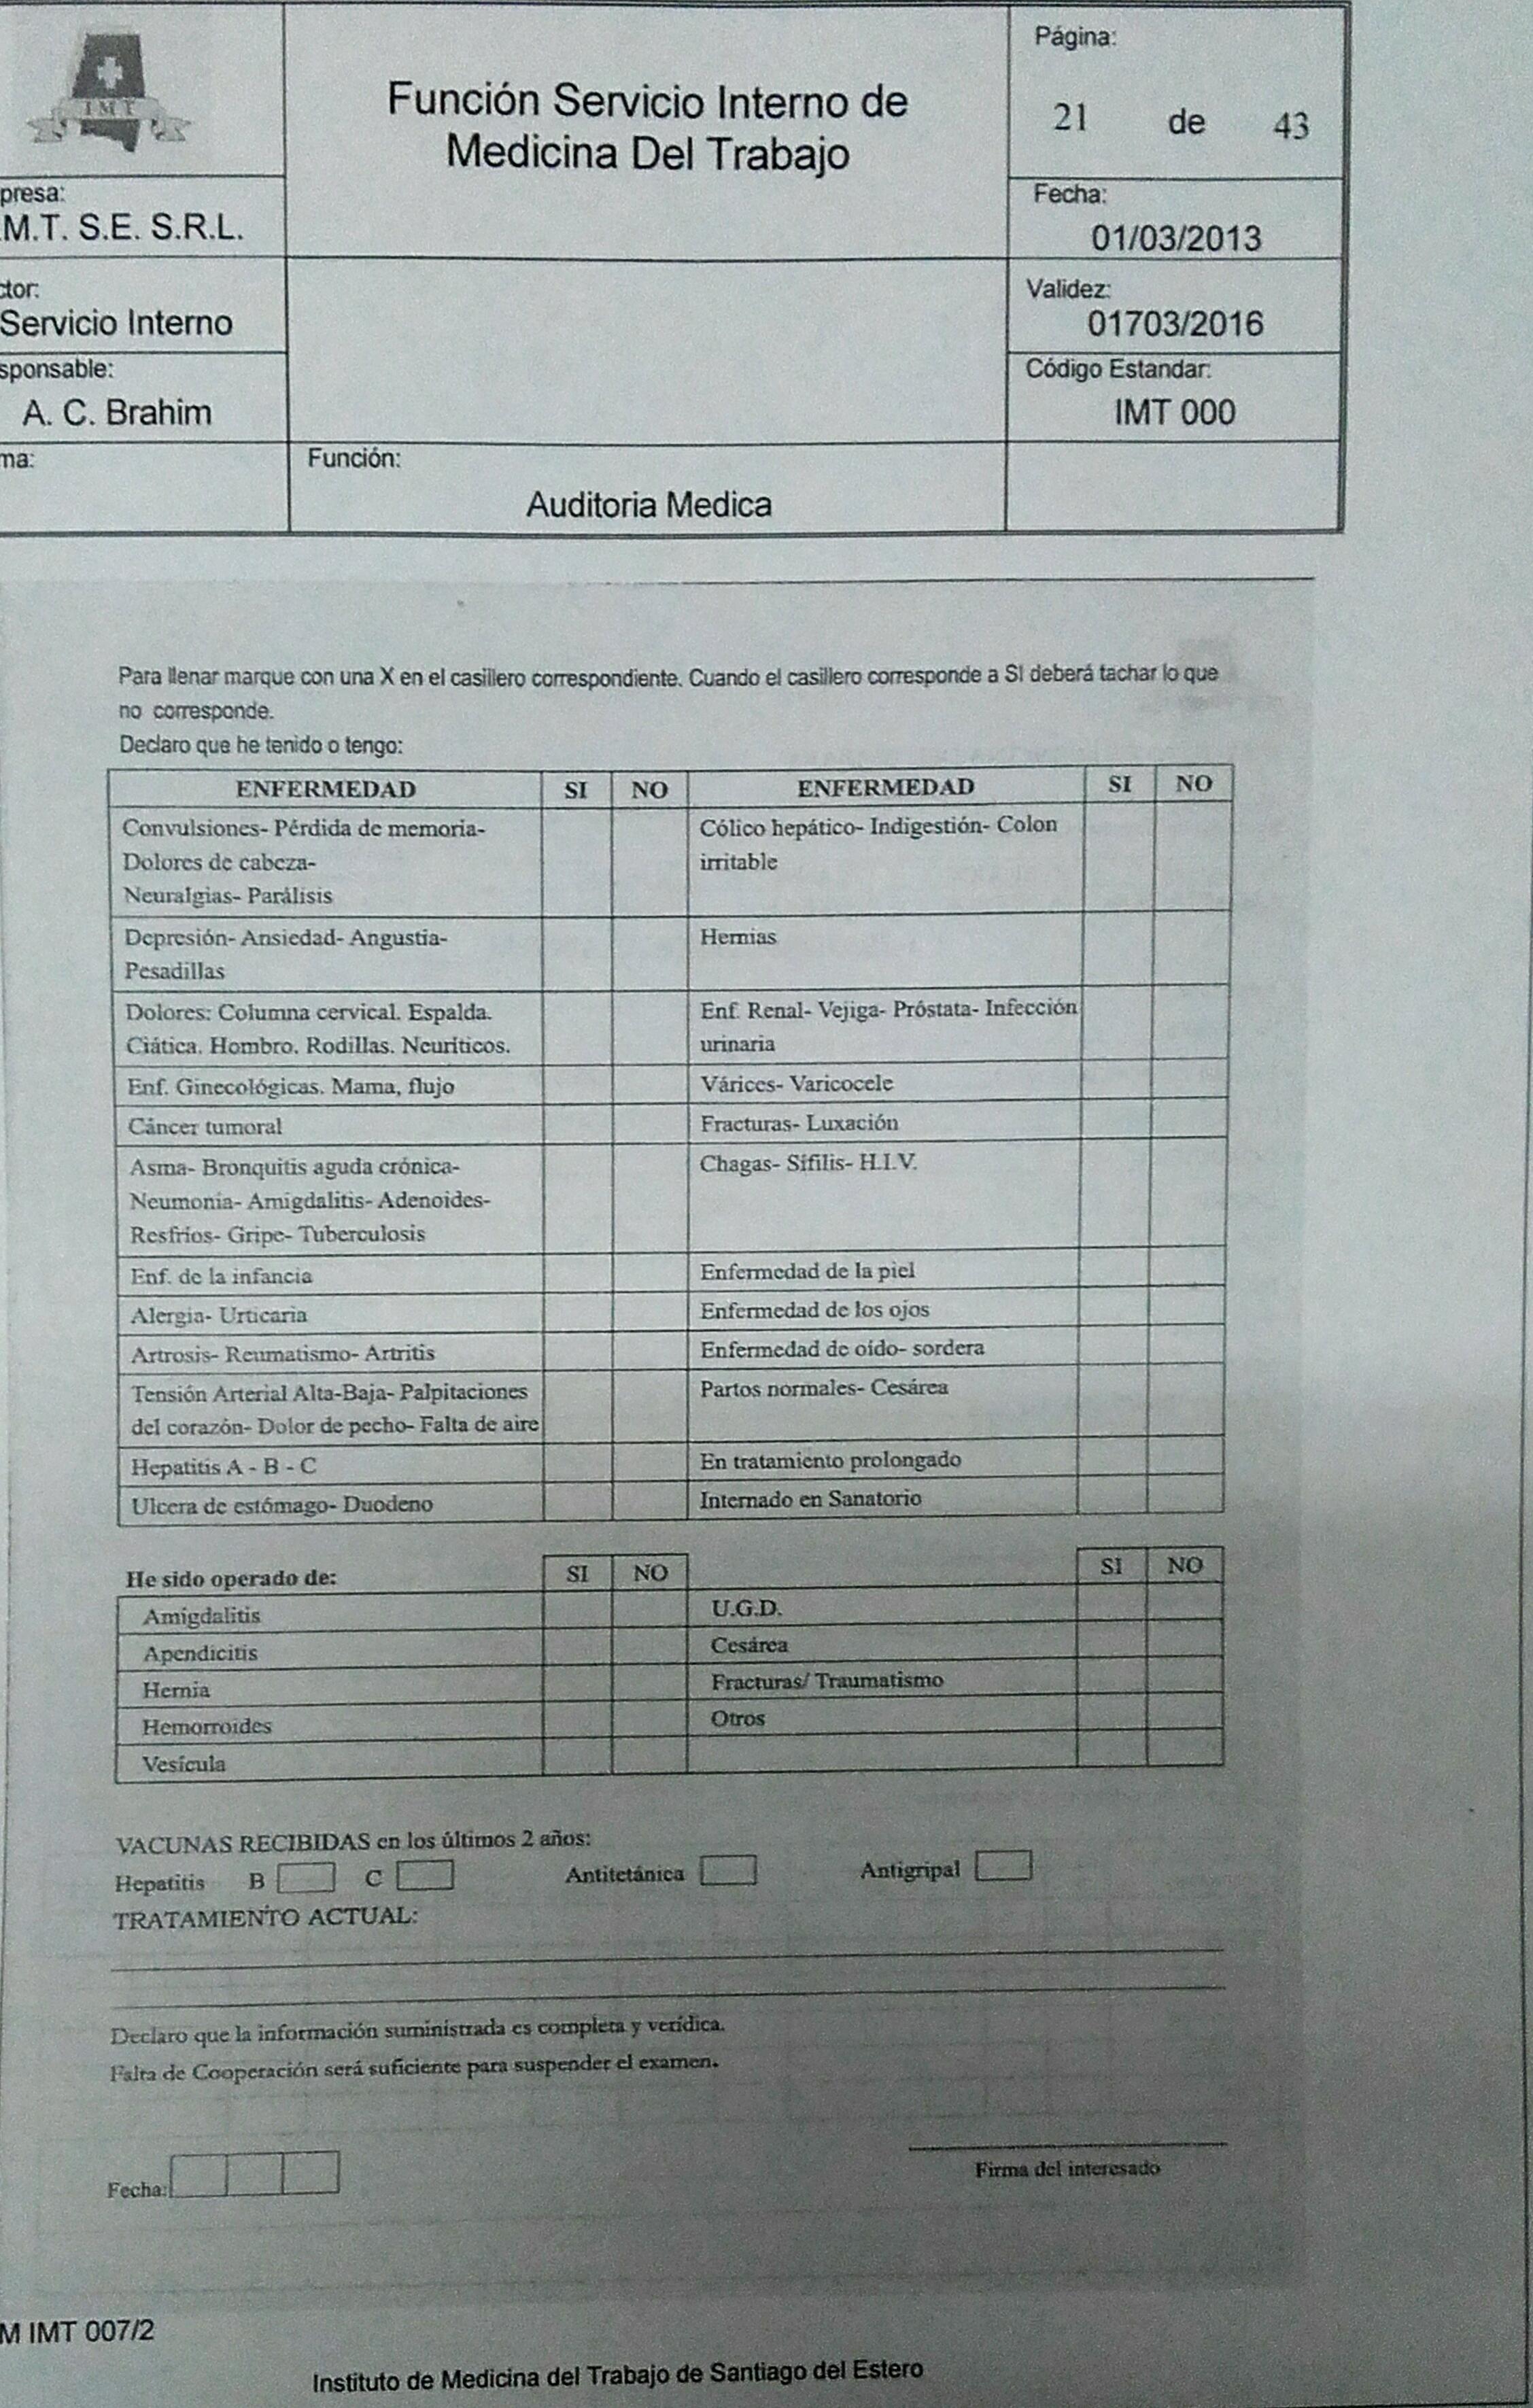 IMT
Función Servicio Interno de
Medicina Del Trabajo
Página:
21 de 43
presa:
M.T. S.E. S.R.L.
Fecha:
01/03/2013
ctor:
Servicio Interno
Validez:
01703/2016
sponsable:
A. C. Brahim
Código Estandar:
IMT 000
ma:
Función:
Auditoria Medica
Para llenar marque con una X en el casillero correspondiente. Cuando el casillero corresponde a SI deberá tachar lo que
no corresponde.
Declaro que he tenido o tengo:
ENFERMEDAD SI NO ENFERMEDAD SI NO
Convulsiones- Pérdida de memoria- Cólico hepático- Indigestión- Colon
Dolores de cabeza- irritable
Neuralgias- Parálisis
Depresión- Ansiedad- Angustia- Hernias
Pesadillas
Dolores: Columna cervical. Espalda. Enf. Renal- Vejiga- Próstata- Infección
Ciática. Hombro. Rodillas. Neuríticos. urinaria
Enf. Ginecológicas. Mama, flujo Várices- Varicocele
Cáncer tumoral Fracturas- Luxación
Asma- Bronquitis aguda crónica- Chagas- Sífilis- H.I.V.
Neumonia- Amigdalitis- Adenoides-
Resfríos- Gripe- Tuberculosis
Enf. de la infancia Enfermedad de la piel
Alergia- Urticaria Enfermedad de los ojos
Artrosis- Reumatismo- Artritis Enfermedad de oído- sordera
Tensión Arterial Alta-Baja- Palpitaciones Partos normales- Cesárea
del corazón- Dolor de pecho- Falta de aire
Hepatitis A - B - C En tratamiento prolongado
Ulcera de estómago- Duodeno Internado en Sanatorio
He sido operado de: SI NO SI NO
Amigdalitis U.G.D.
Apendicitis Cesárea
Hernia Fracturas/ Traumatismo
Hemorroides Otros
Vesícula
VACUNAS RECIBIDAS en los últimos 2 años:
Hepatitis B C Antitetánica Antigripal
TRATAMIENTO ACTUAL:
Declaro que la información suministrada es completa y verídica.
Falta de Cooperación será suficiente para suspender el examen.
Fecha:
Firma del interesado
M IMT 007/2
Instituto de Medicina del Trabajo de Santiago del Estero